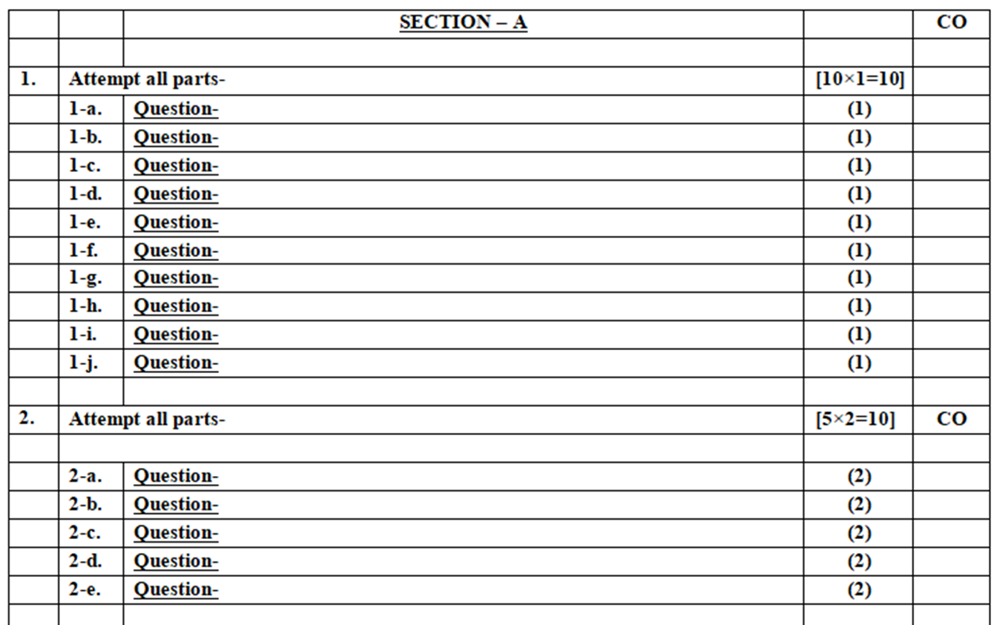 SECTION – A CO
1. Attempt all parts- [10×1=10]
1-a. Question- (1)
1-b. Question- (1)
1-c. Question- (1)
1-d. Question- (1)
1-e. Question- (1)
1-f. Question- (1)
1-g. Question- (1)
1-h. Question- (1)
1-i. Question- (1)
1-j. Question- (1)
2. Attempt all parts- [5×2=10] CO
2-a. Question- (2)
2-b. Question- (2)
2-c. Question- (2)
2-d. Question- (2)
2-e. Question- (2)